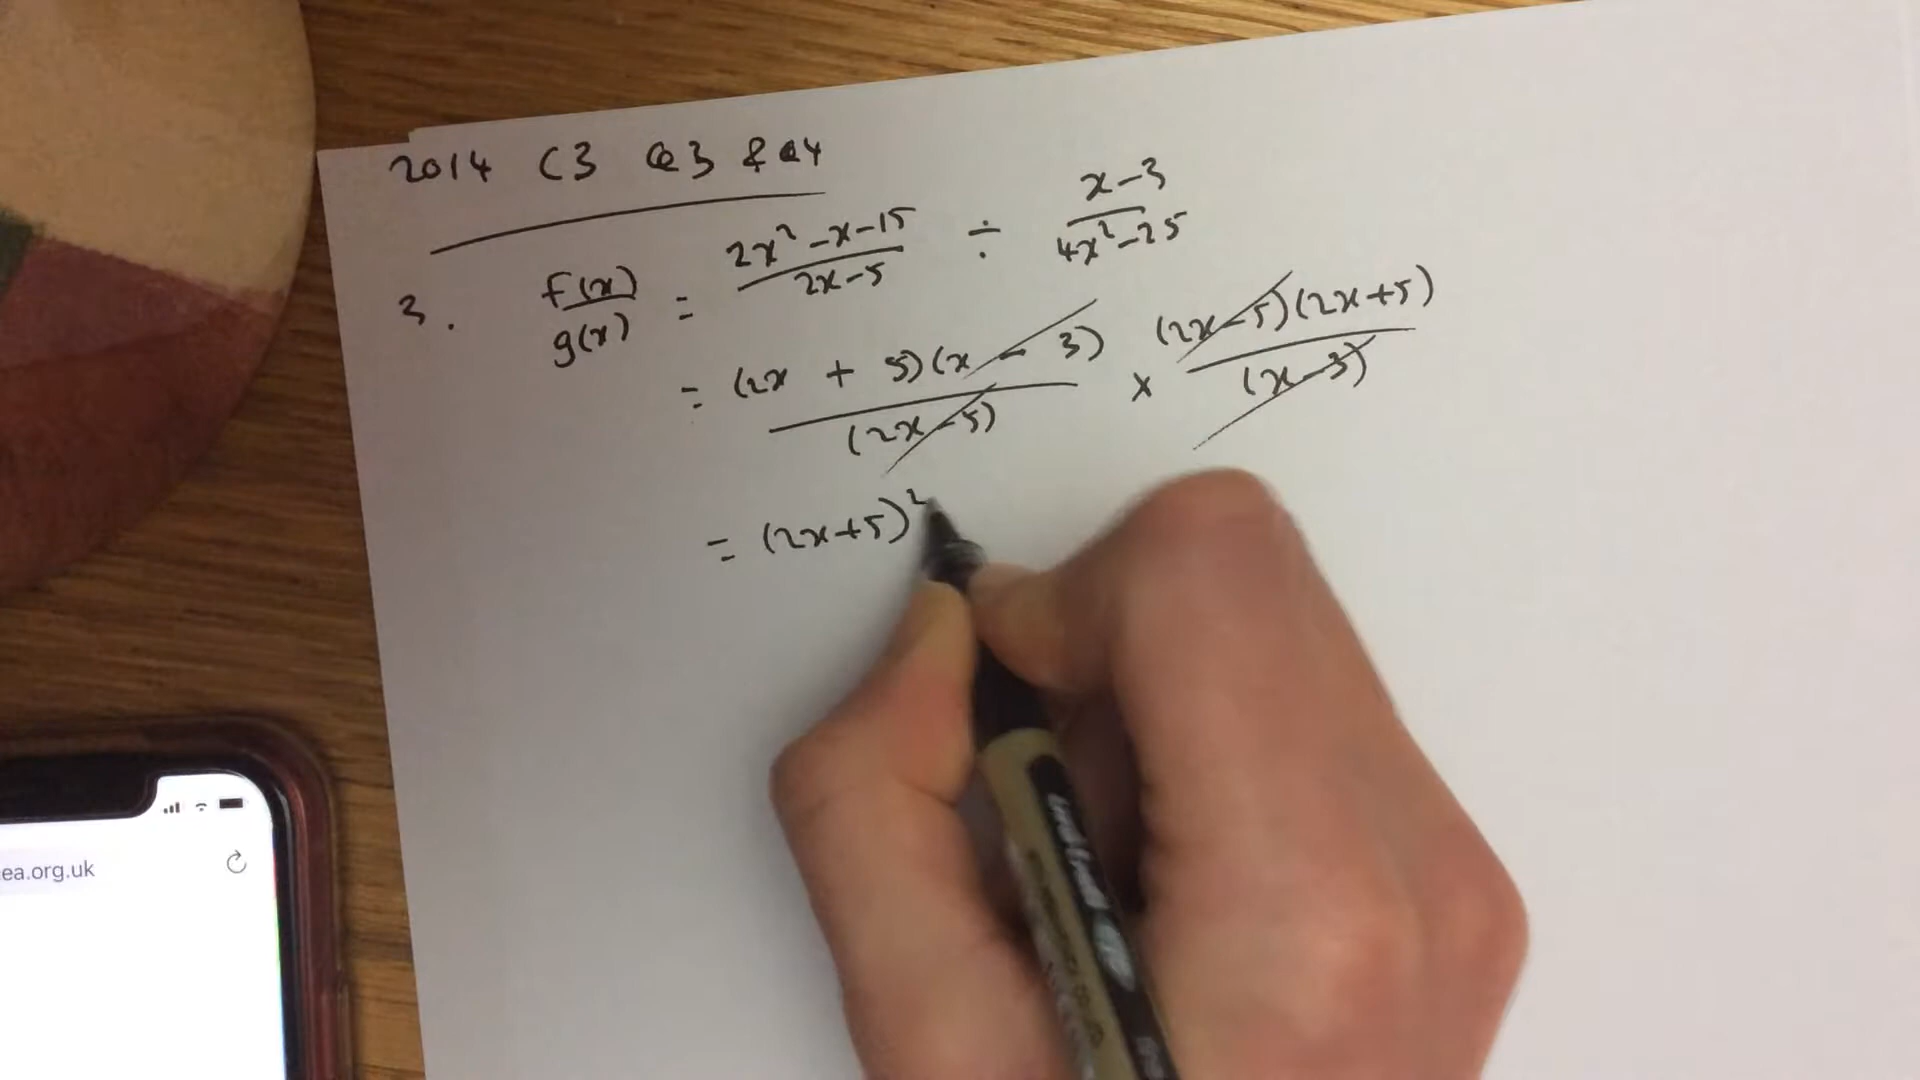 2014 C3 Q3 & Q4
3. f(x)/g(x) = (2x² - x - 15)/(2x - 5) ÷ (x - 3)/(4x² - 25)
= (2x + 5)(x - 3)/(2x - 5) × (2x - 5)(2x + 5)/(x - 3)
= (2x + 5)²
ea.org.uk